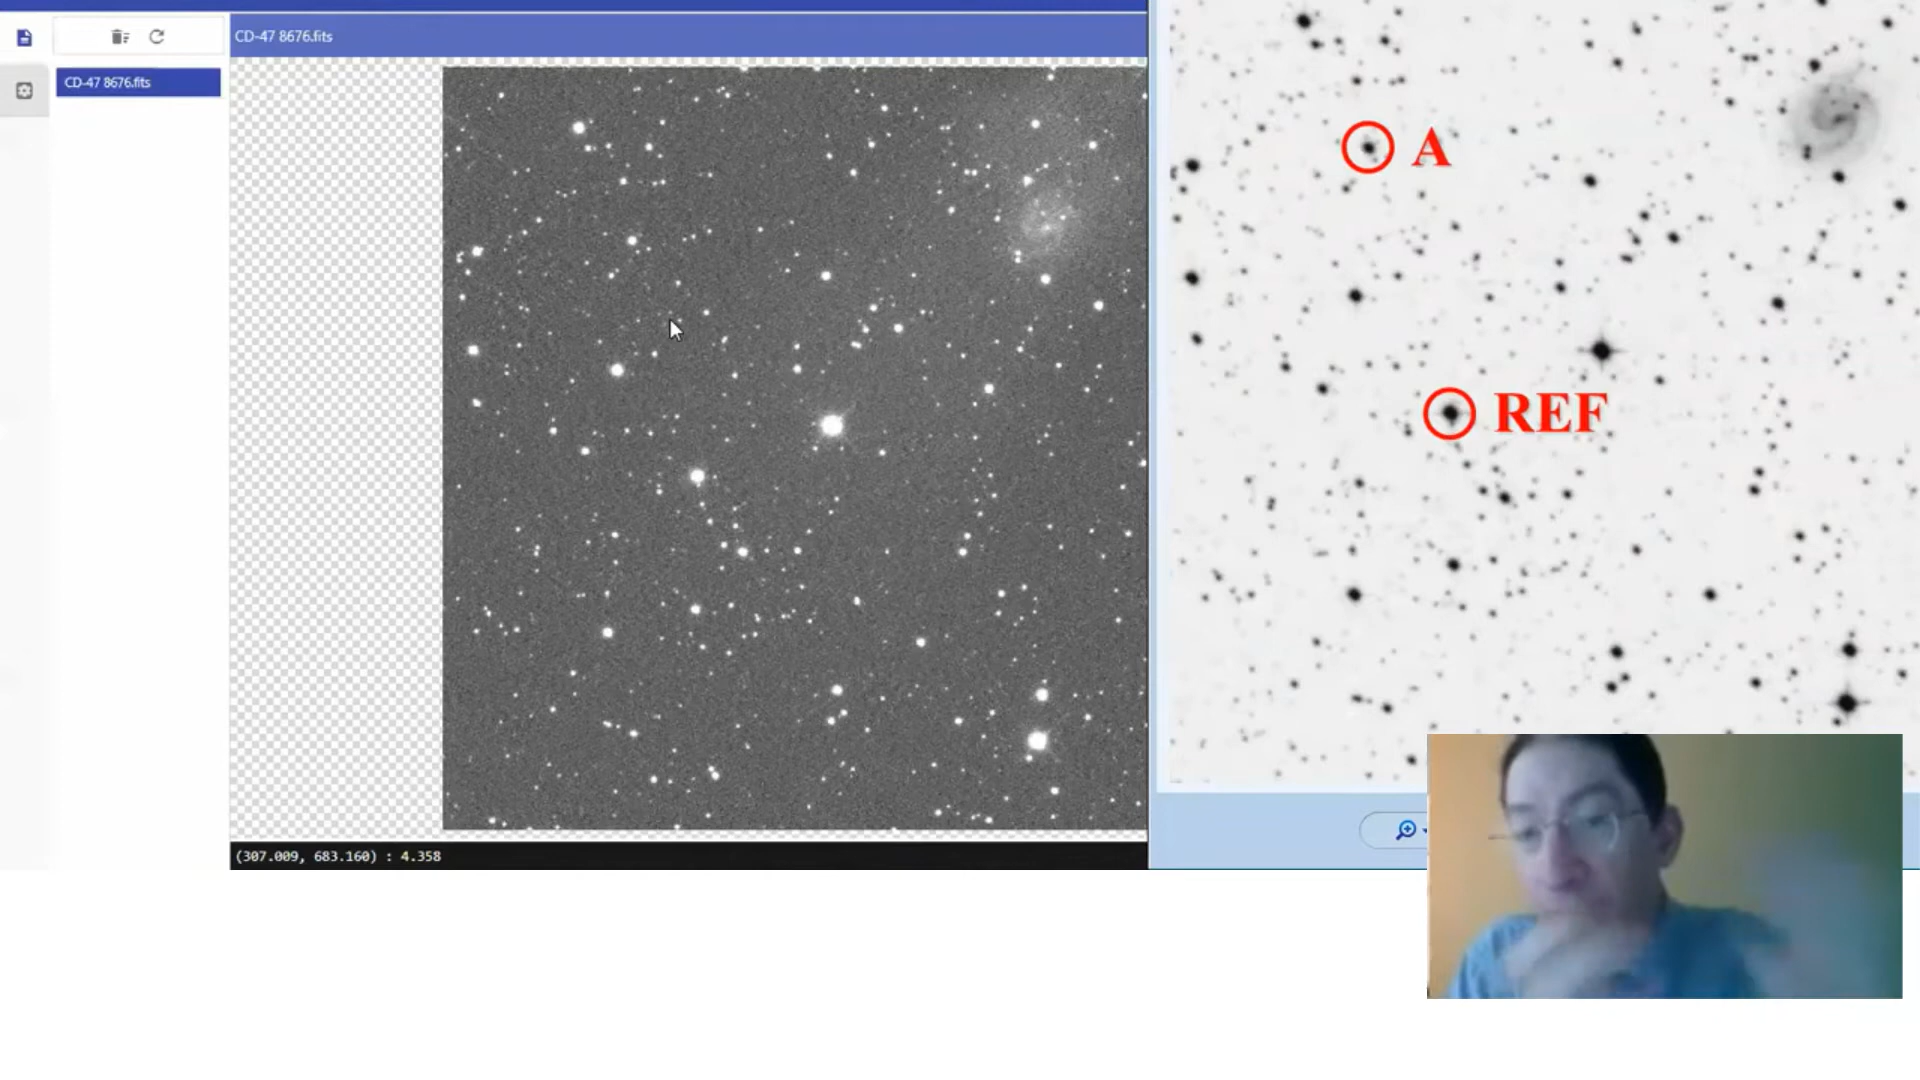 CD-47 8676.fits
CD-47 8676.fits
A
REF
(307.009, 683.160) : 4.358